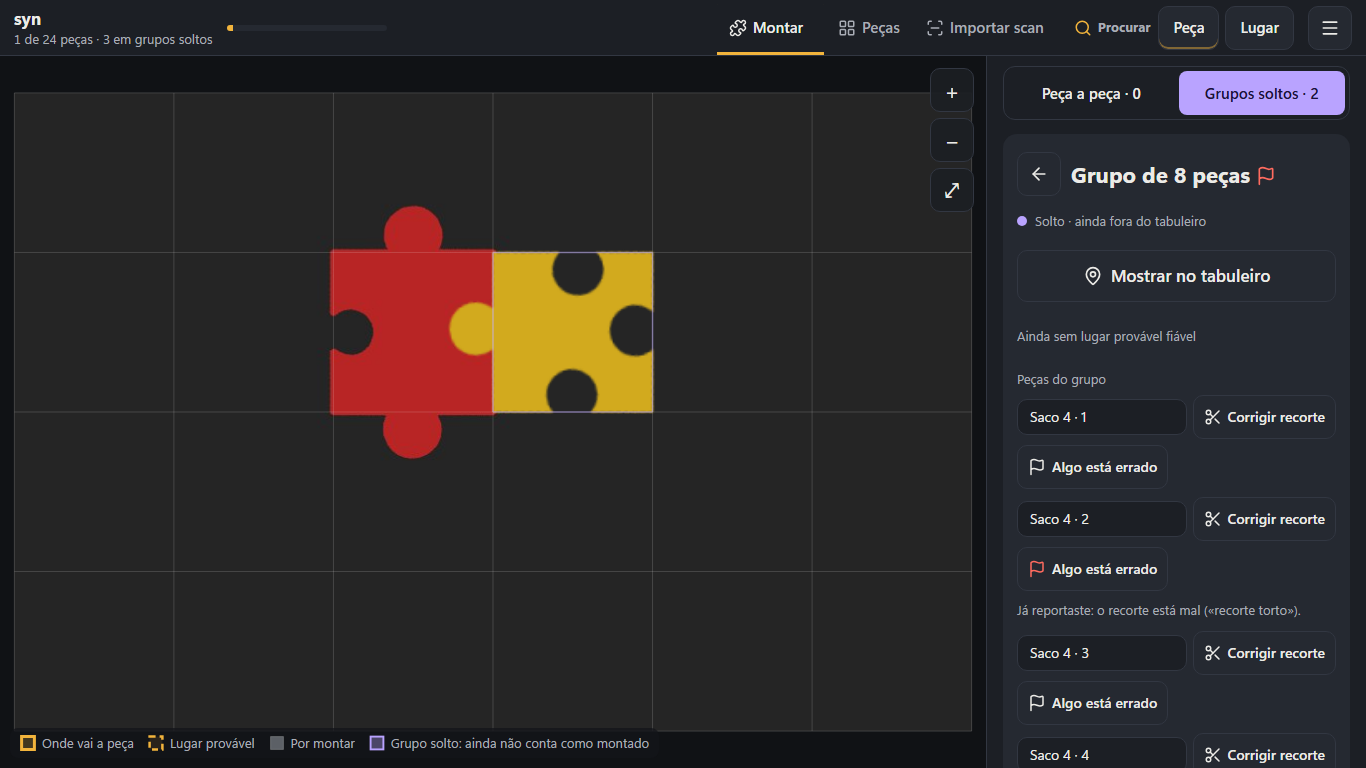 syn
1 de 24 peças · 3 em grupos soltos
Montar
Peças
Importar scan
Procurar
Peça
Lugar
Peça a peça · 0
Grupos soltos · 2
Grupo de 8 peças
Solto · ainda fora do tabuleiro
Mostrar no tabuleiro
Ainda sem lugar provável fiável
Peças do grupo
Saco 4 · 1
Corrigir recorte
Algo está errado
Saco 4 · 2
Corrigir recorte
Algo está errado
Já reportaste: o recorte está mal («recorte torto»).
Saco 4 · 3
Corrigir recorte
Algo está errado
Saco 4 · 4
Corrigir recorte
Onde vai a peça
Lugar provável
Por montar
Grupo solto: ainda não conta como montado